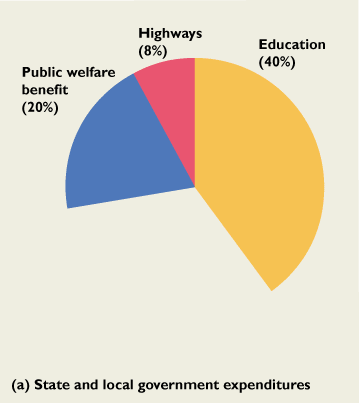 Highways
(8%)
Education
(40%)
Public welfare
benefit
(20%)
(a) State and local government expenditures